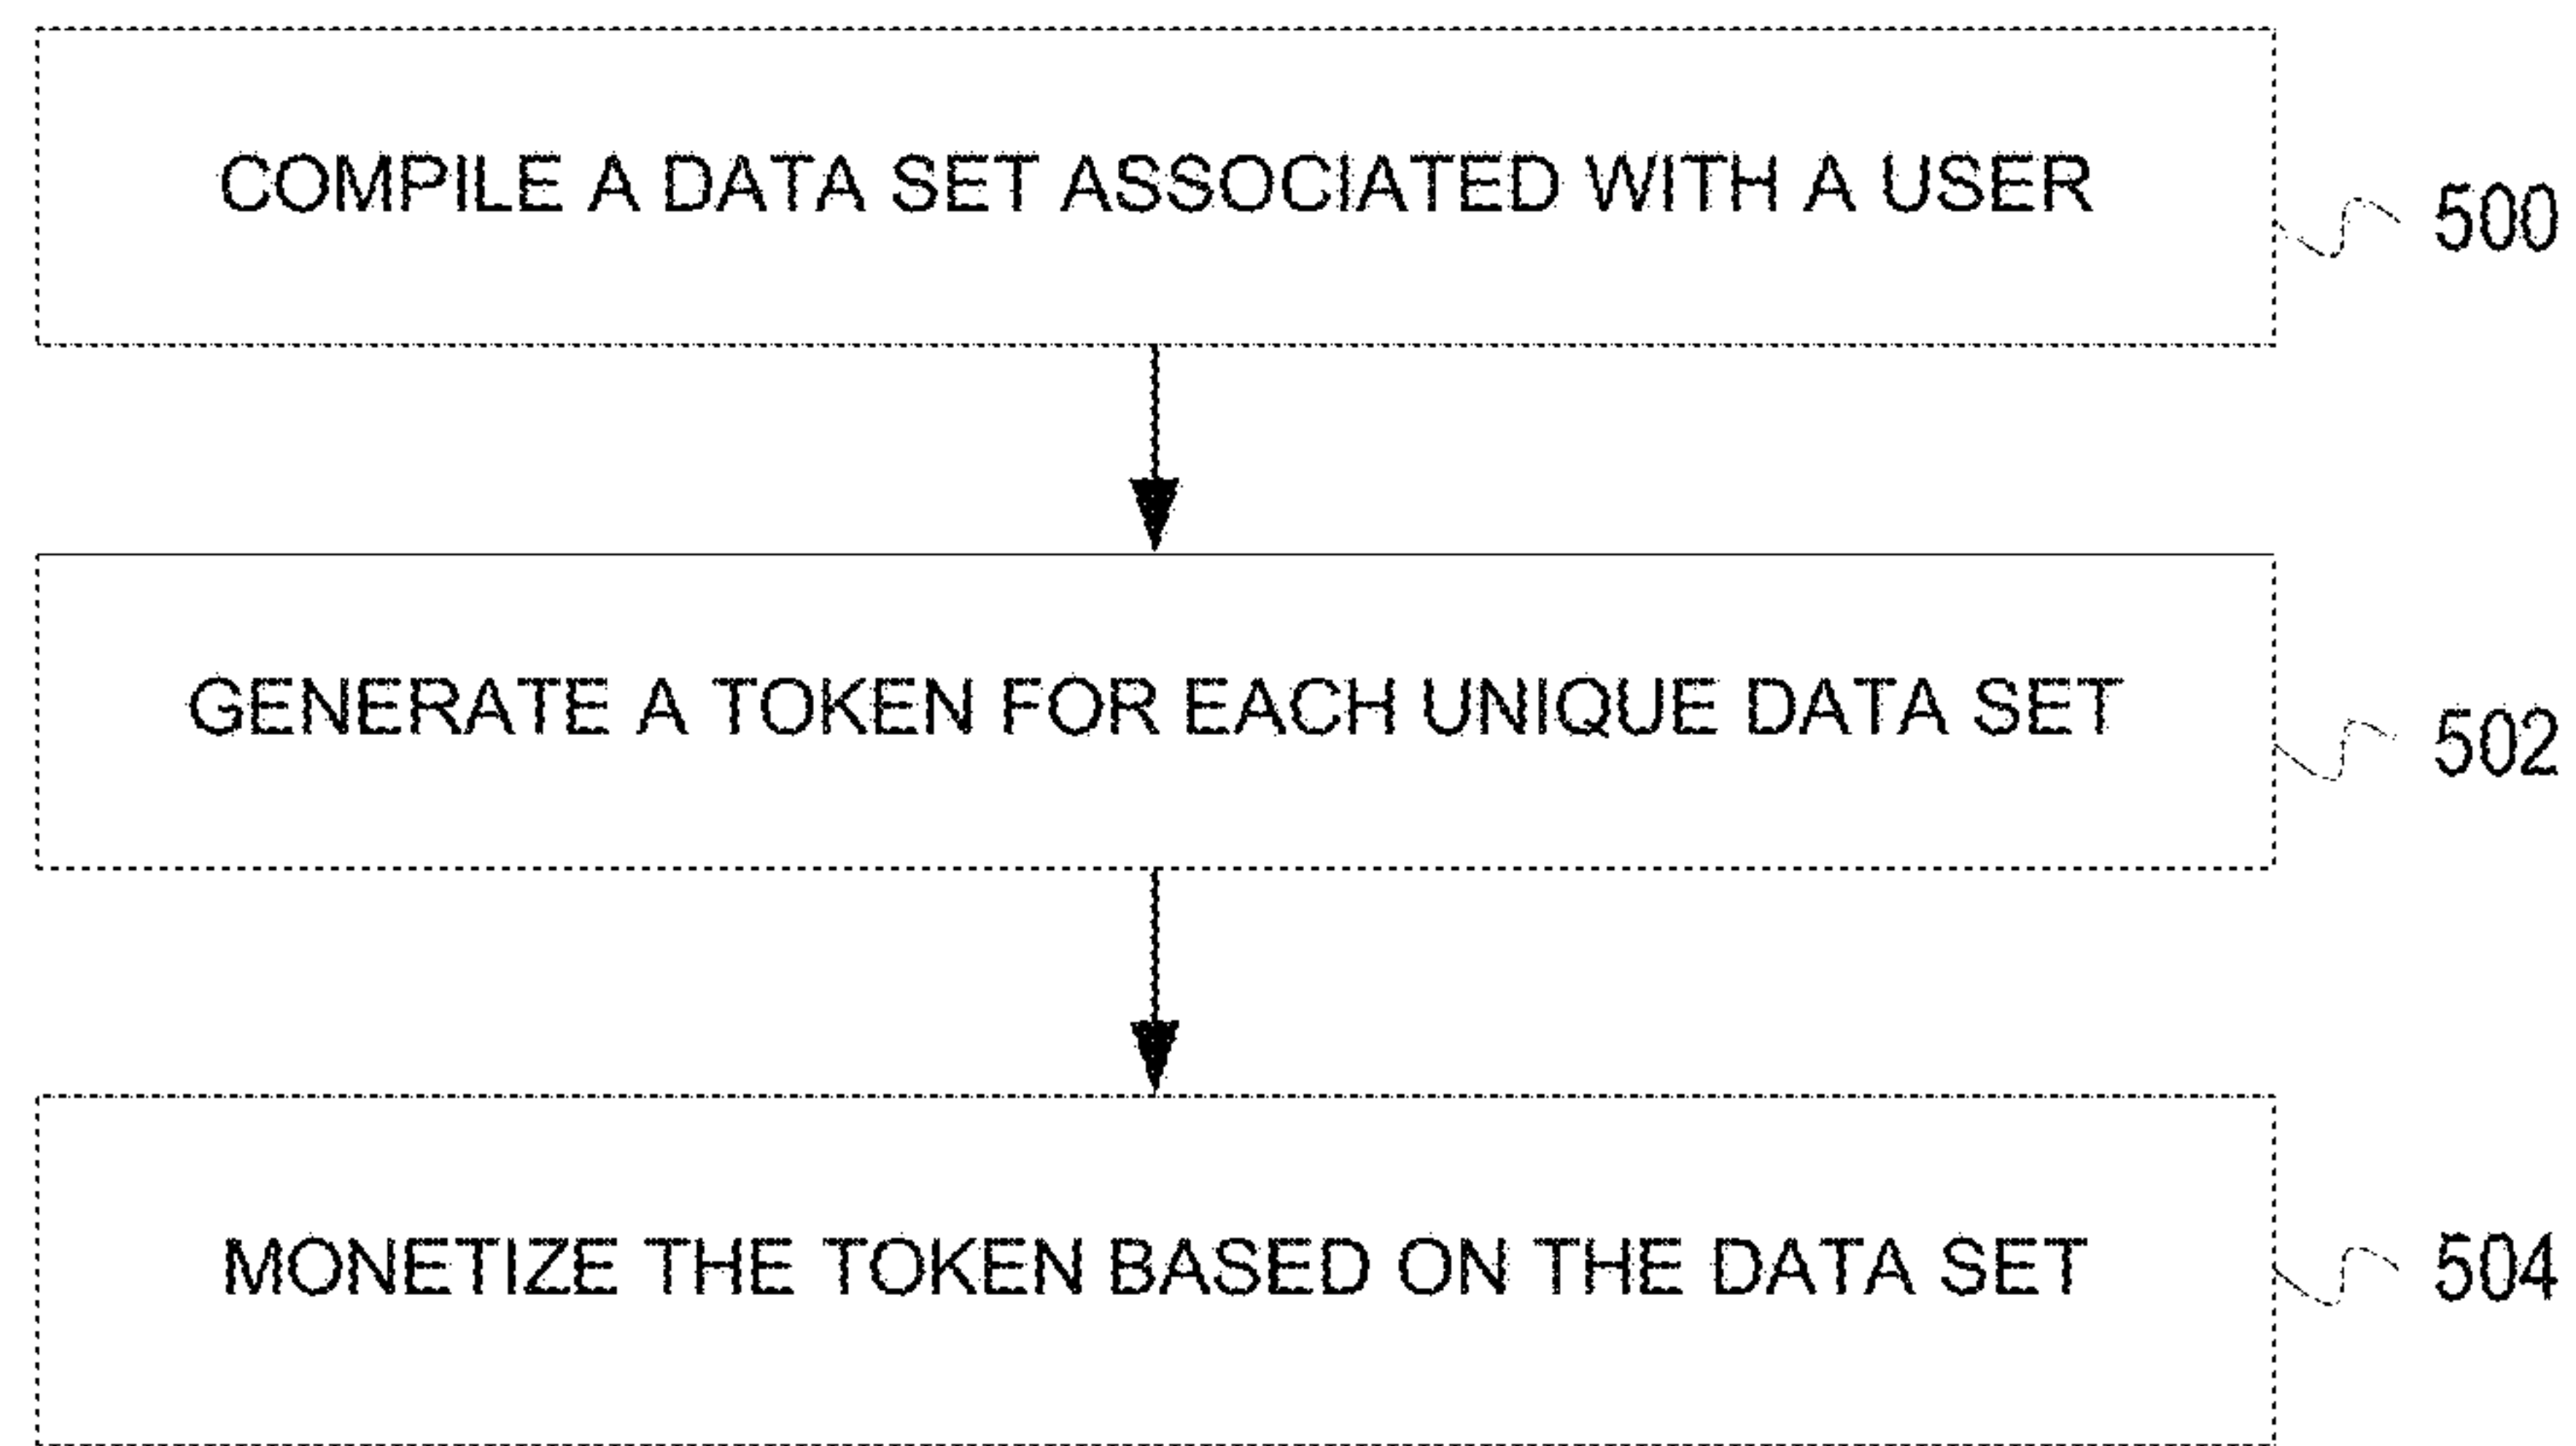 COMPILE A DATA SET ASSOCIATED WITH A USER
500
GENERATE A TOKEN FOR EACH UNIQUE DATA SET
502
MONETIZE THE TOKEN BASED ON THE DATA SET
504